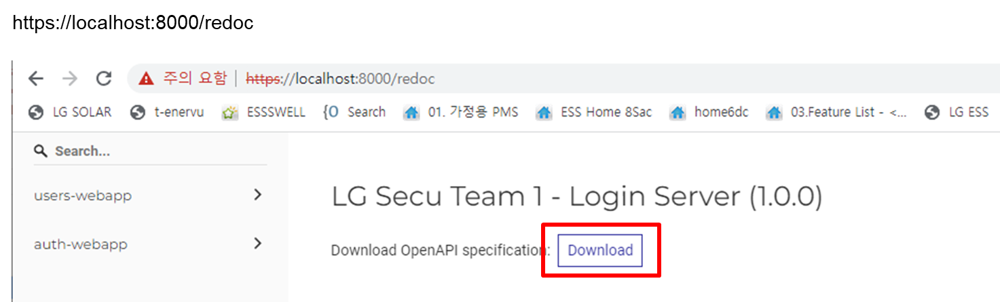 https://localhost:8000/redoc
주의 요함 | https://localhost:8000/redoc
LG SOLAR t-enervu ESSSWELL {O Search 01. 가정용 PMS ESS Home 8Sac home6dc 03.Feature List - <... LG ESS
Search...
users-webapp
auth-webapp
LG Secu Team 1 - Login Server (1.0.0)
Download OpenAPI specification: Download